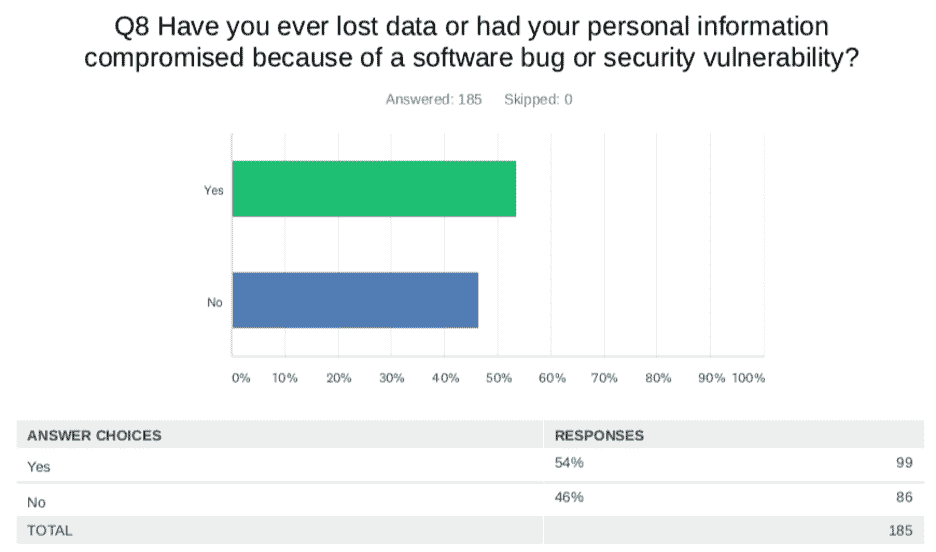 Q8 Have you ever lost data or had your personal information
compromised because of a software bug or security vulnerability?
Answered: 185 Skipped: 0
Yes
No
0% 10% 20% 30% 40% 50% 60% 70% 80% 90% 100%
ANSWER CHOICES RESPONSES
Yes 54% 99
No 46% 86
TOTAL 185